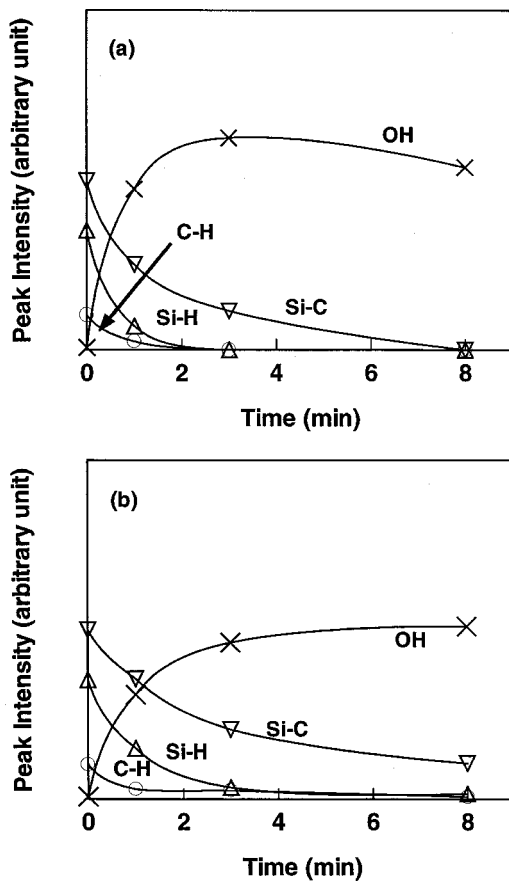 (a)
Peak Intensity (arbitrary unit)
OH
C-H
Si-H
Si-C
0 2 4 6 8
Time (min)
(b)
Peak Intensity (arbitrary unit)
OH
Si-C
Si-H
C-H
0 2 4 6 8
Time (min)